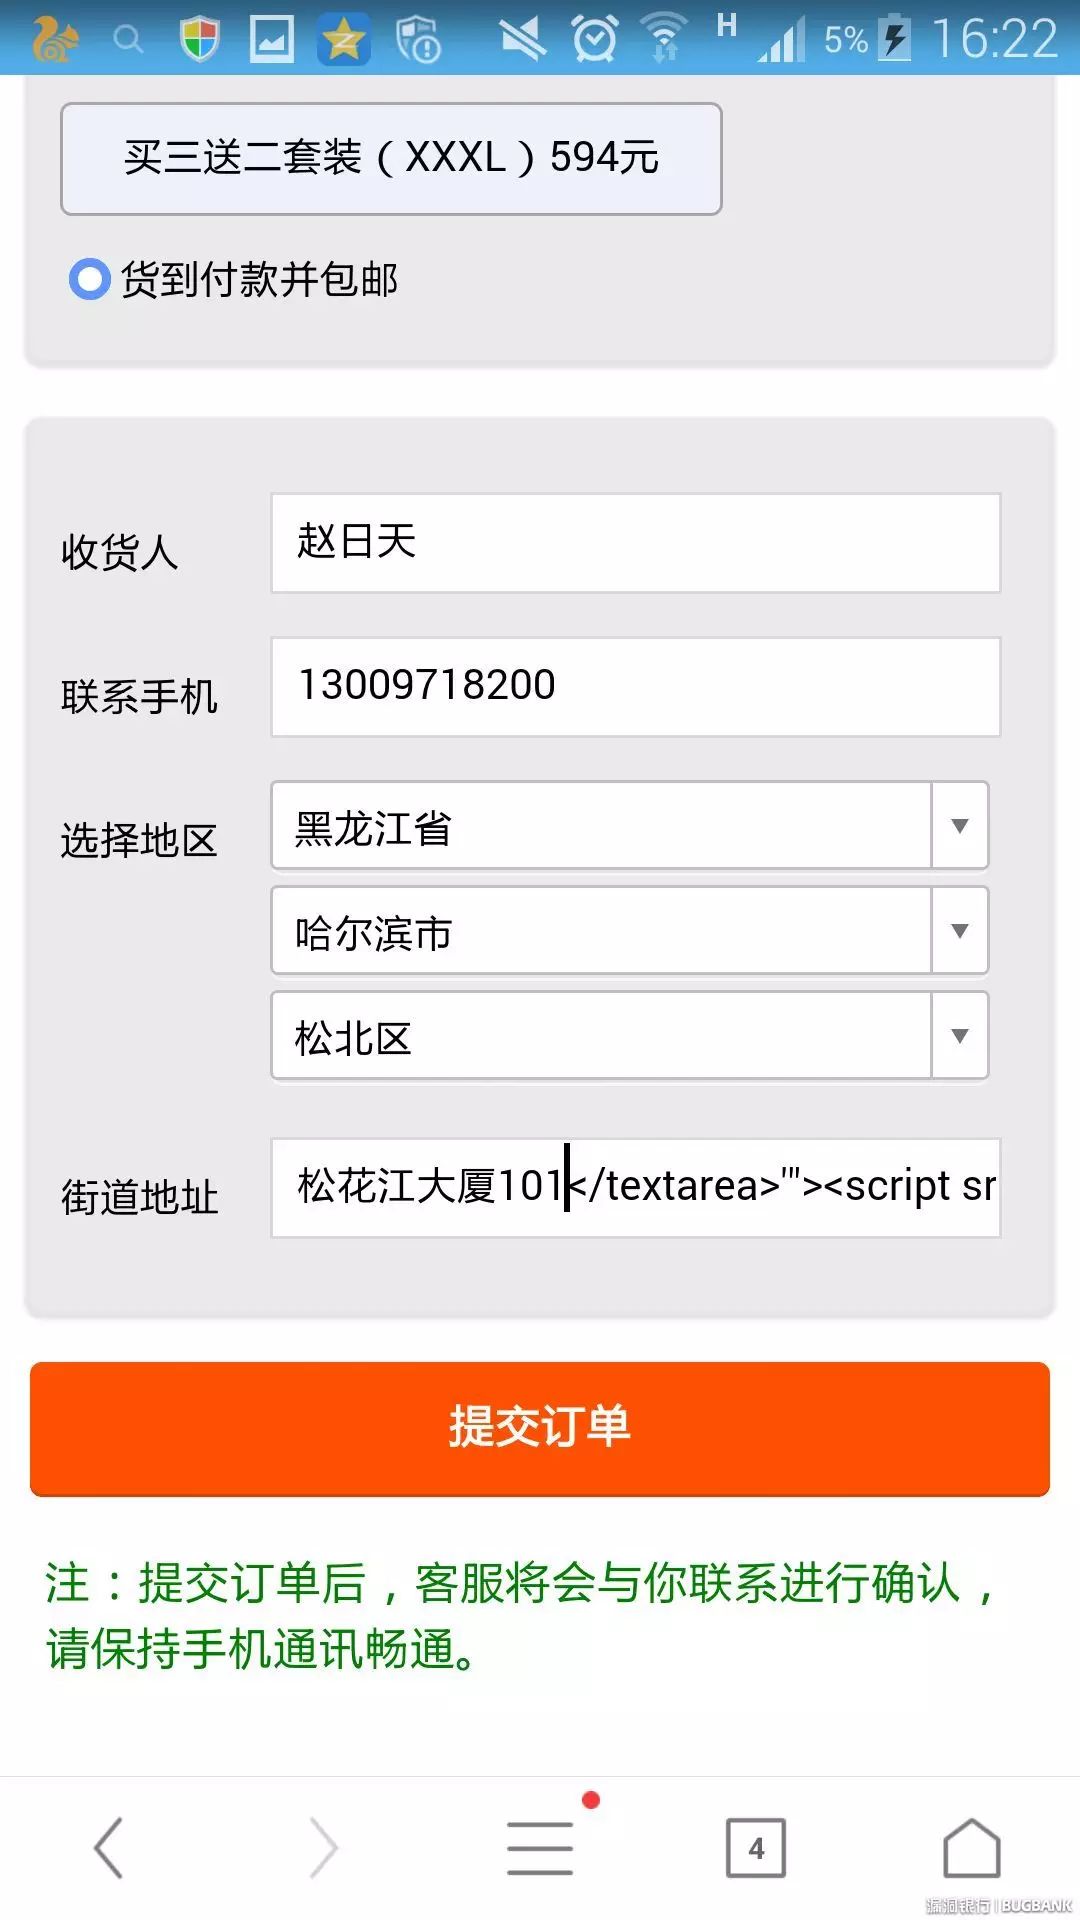 H 5% 16:22
买三送二套装（XXXL）594元
货到付款并包邮
收货人 赵日天
联系手机 13009718200
选择地区 黑龙江省
哈尔滨市
松北区
街道地址 松花江大厦101</textarea>'"><script sr
提交订单
注：提交订单后，客服将会与你联系进行确认，
请保持手机通讯畅通。
4
漏洞银行 | BUGBANK